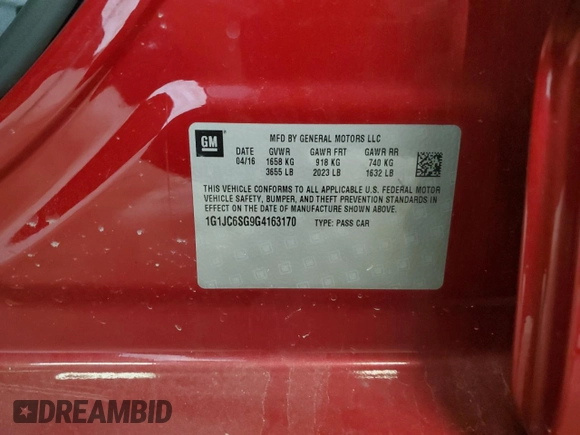 GM
MFD BY GENERAL MOTORS LLC
DATE GVWR GAWR FRT GAWR RR
04/16 1658 KG 918 KG 740 KG
3655 LB 2023 LB 1632 LB
THIS VEHICLE CONFORMS TO ALL APPLICABLE U.S. FEDERAL MOTOR
VEHICLE SAFETY, BUMPER, AND THEFT PREVENTION STANDARDS IN
EFFECT ON THE DATE OF MANUFACTURE SHOWN ABOVE.
1G1JC6SG9G4163170 TYPE: PASS CAR
DREAMBID